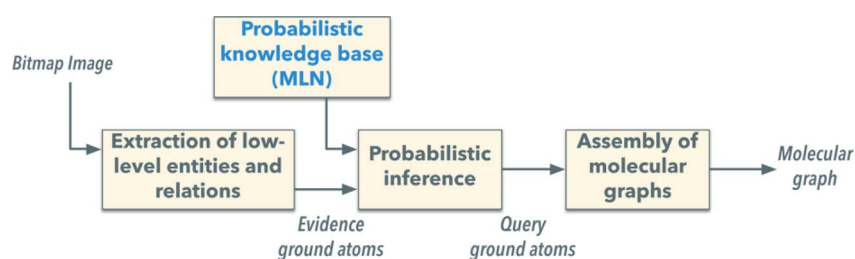 Bitmap Image
Probabilistic
knowledge base
(MLN)
Extraction of low-
level entities and
relations
Probabilistic
inference
Assembly of
molecular
graphs
Molecular
graph
Evidence
ground atoms
Query
ground atoms